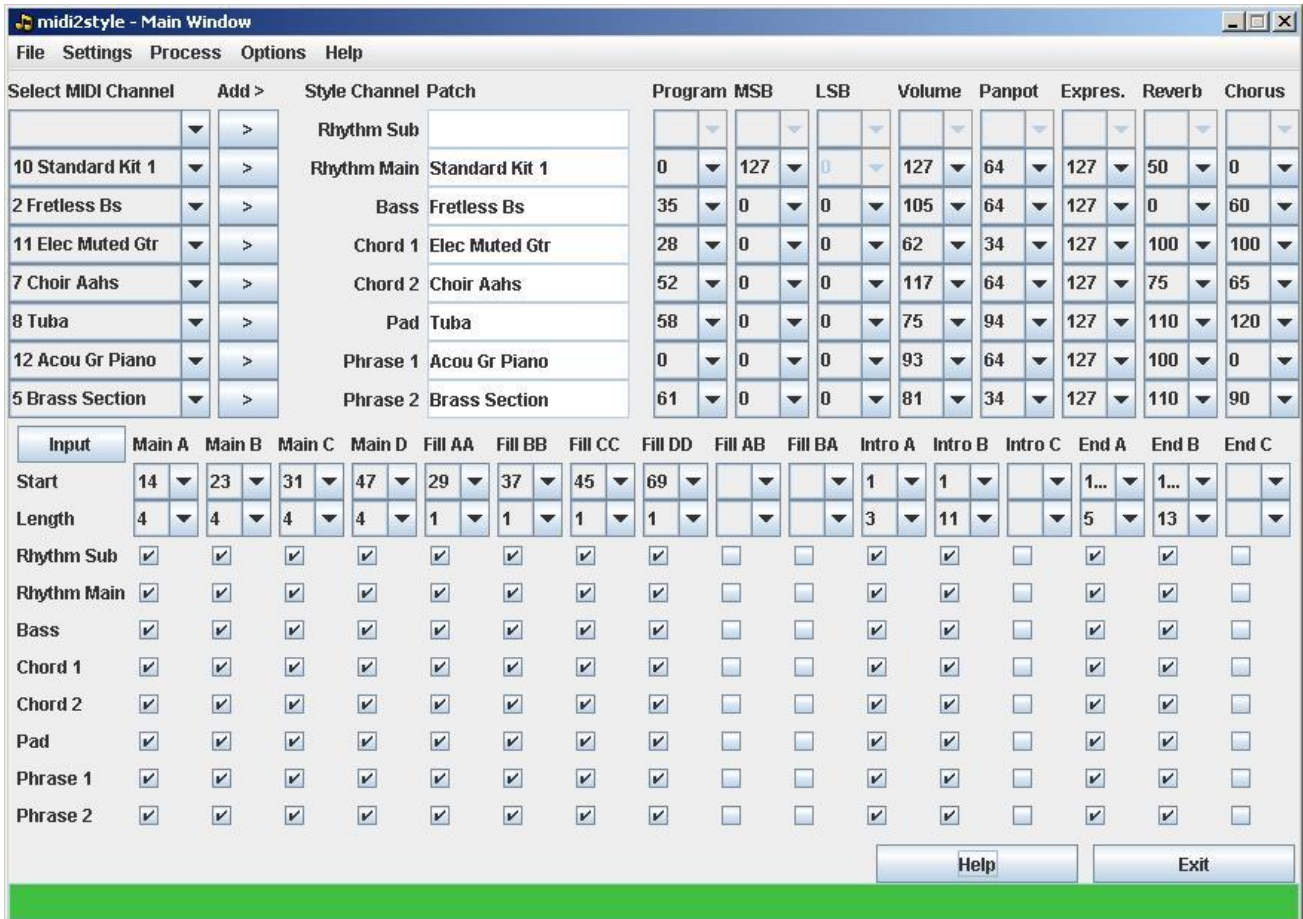 midi2style - Main Window
File Settings Process Options Help
Select MIDI Channel Add > Style Channel Patch Program MSB LSB Volume Panpot Expres. Reverb Chorus
> Rhythm Sub
10 Standard Kit 1 > Rhythm Main Standard Kit 1 0 127 0 127 64 127 50 0
2 Fretless Bs > Bass Fretless Bs 35 0 0 105 64 127 0 60
11 Elec Muted Gtr > Chord 1 Elec Muted Gtr 28 0 0 62 34 127 100 100
7 Choir Aahs > Chord 2 Choir Aahs 52 0 0 117 64 127 75 65
8 Tuba > Pad Tuba 58 0 0 75 94 127 110 120
12 Acou Gr Piano > Phrase 1 Acou Gr Piano 0 0 0 93 64 127 100 0
5 Brass Section > Phrase 2 Brass Section 61 0 0 81 34 127 110 90
Input Main A Main B Main C Main D Fill AA Fill BB Fill CC Fill DD Fill AB Fill BA Intro A Intro B Intro C End A End B End C
Start 14 23 31 47 29 37 45 69 1 1 1... 1...
Length 4 4 4 4 1 1 1 1 3 11 5 13
Rhythm Sub
Rhythm Main
Bass
Chord 1
Chord 2
Pad
Phrase 1
Phrase 2
Help Exit